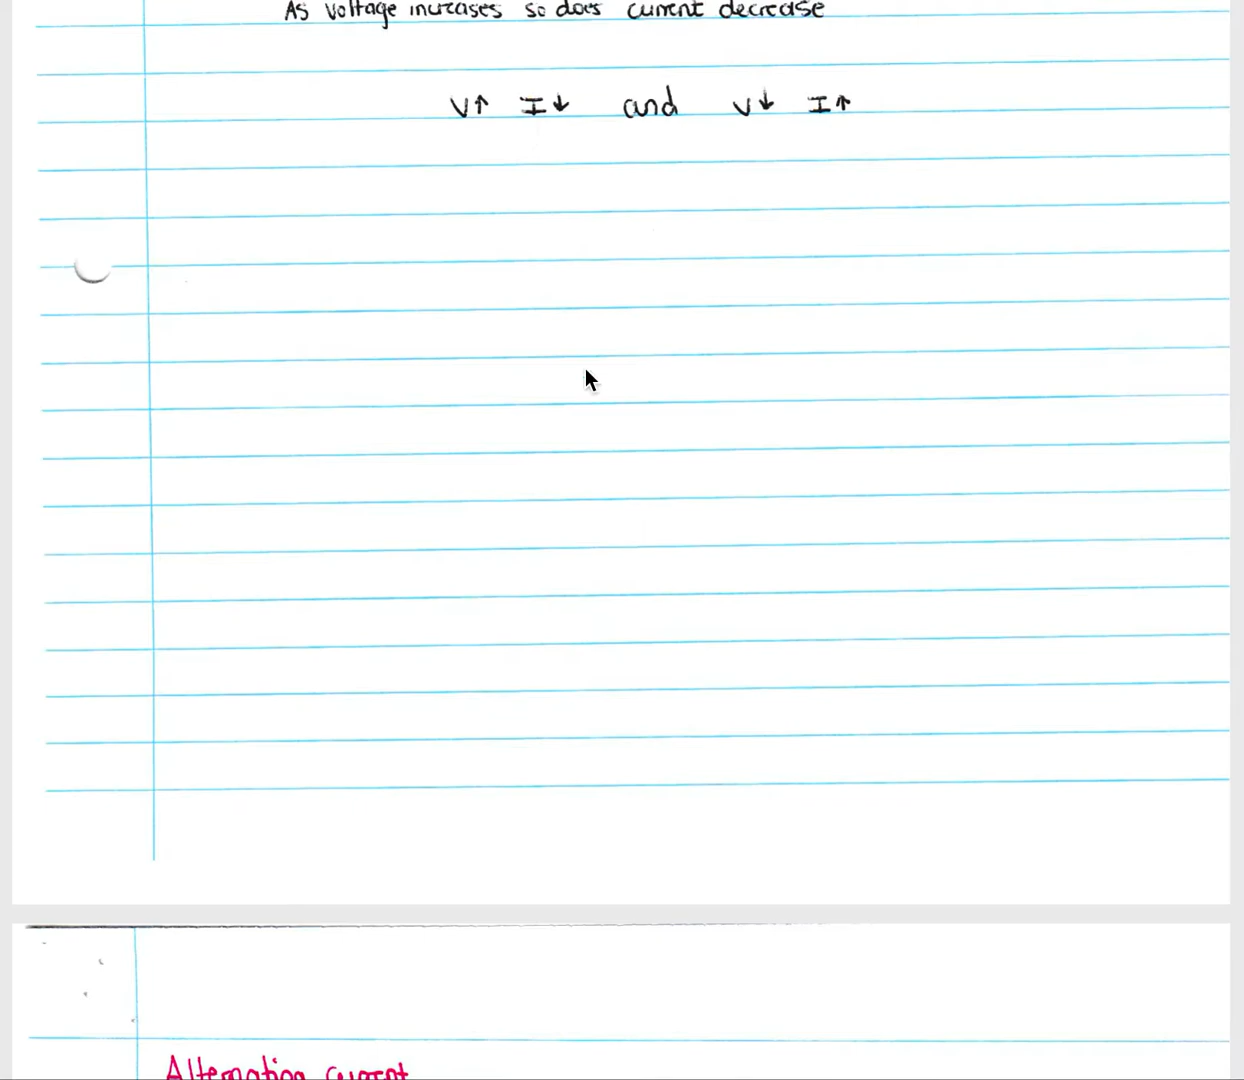 As voltage increases so does current decrease
V↑ I↓ and V↓ I↑
Alternating current